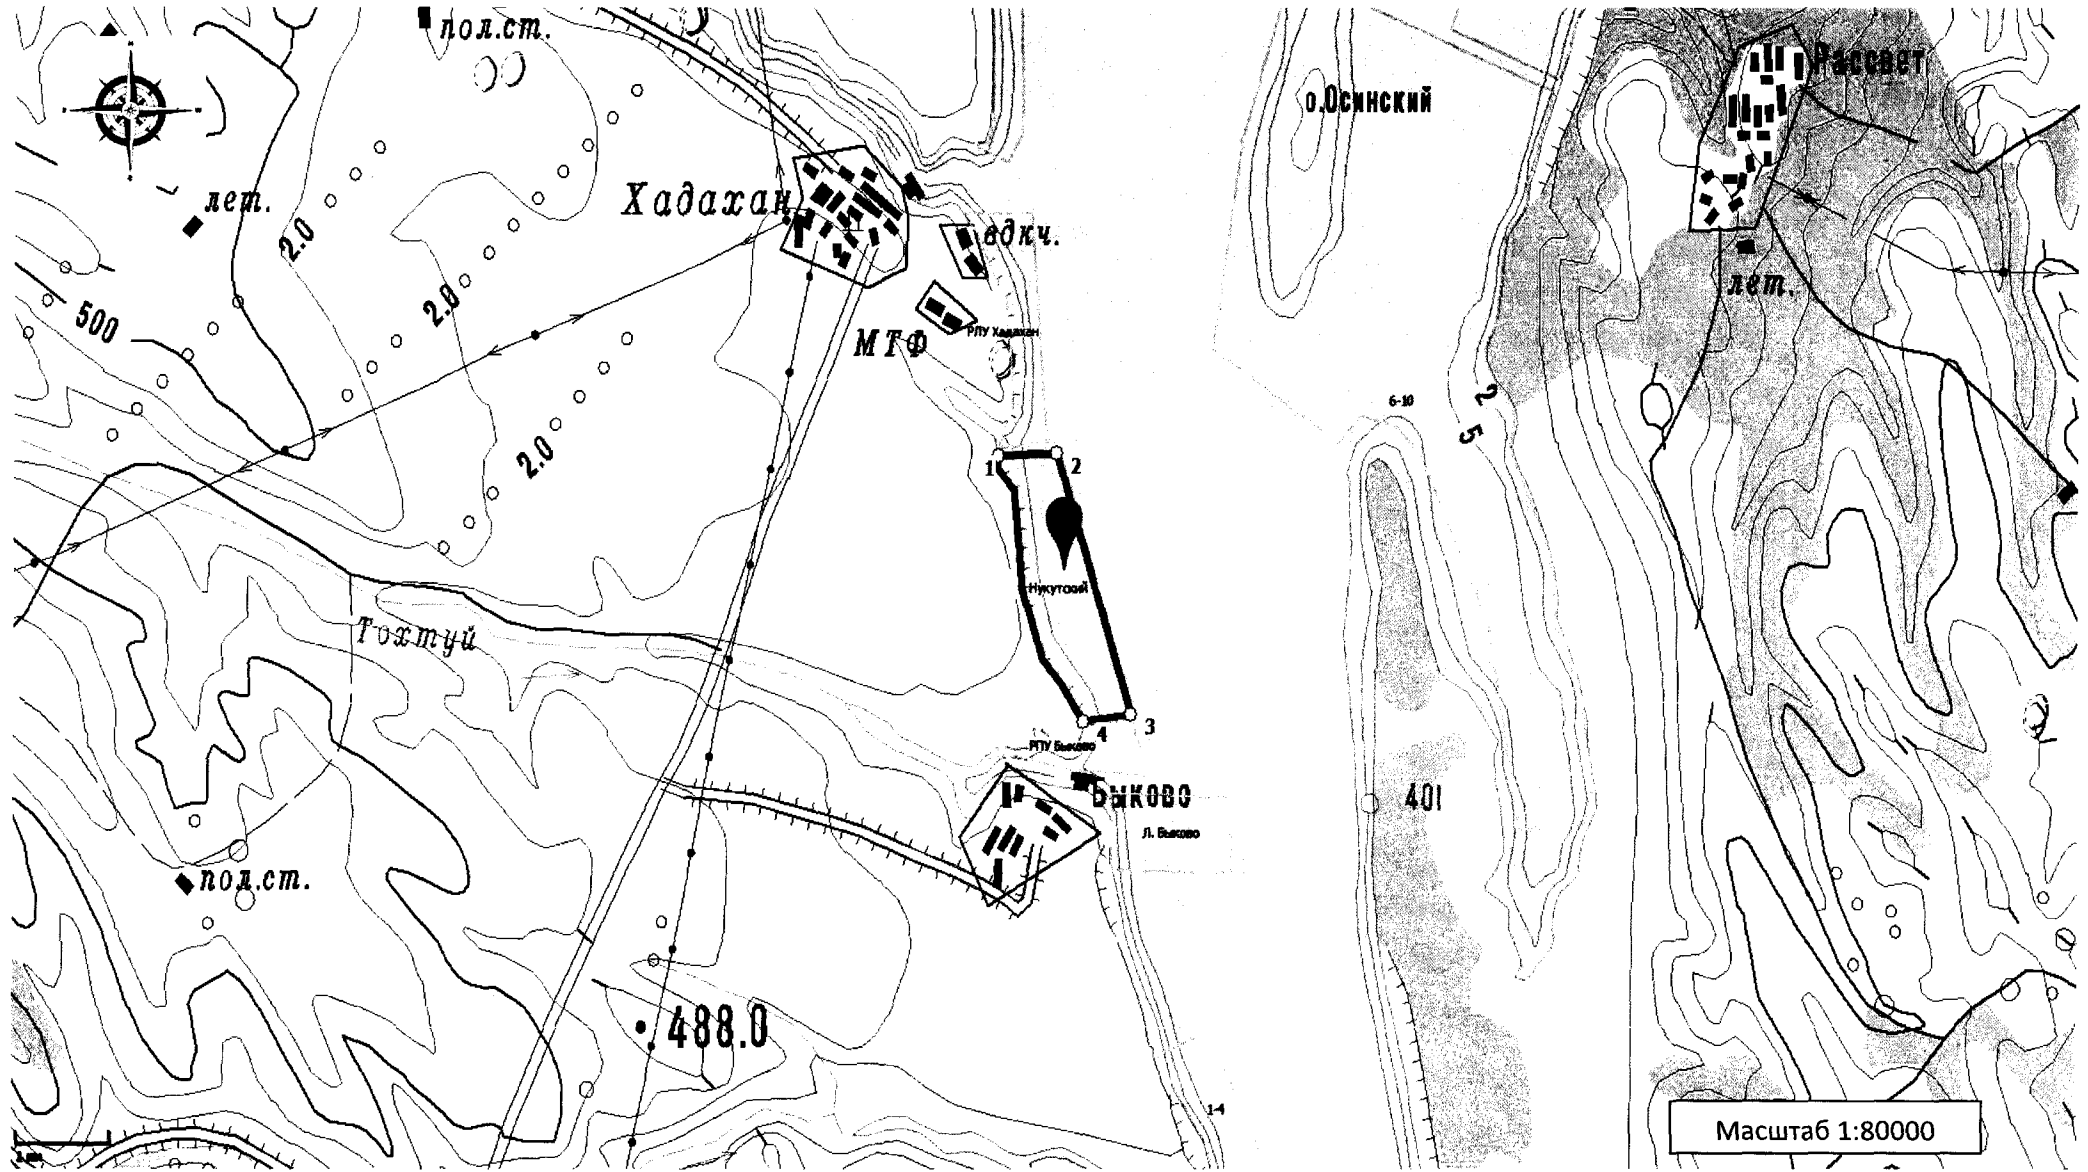 пол.ст.
Рассвет
о.Осинский
лет.
Хадахан
2.0
вдкч.
2.0
лет.
500
РЛУ Хадахан
МТФ
6-10
2
5
2.0
1
2
Нукутский
Тохтуй
3
4
РПУ Быково
Быково
401
Л. Быково
пол.ст.
488.0
1-4
Масштаб 1:80000